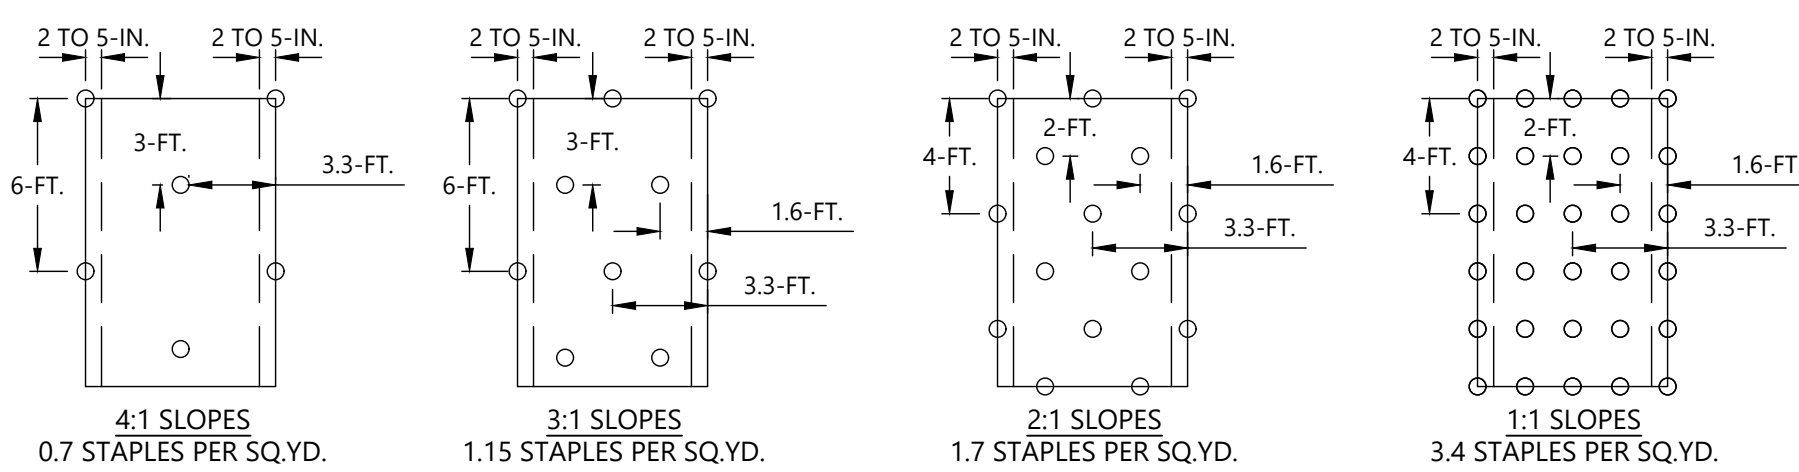 2 TO 5-IN. 2 TO 5-IN.
3-FT.
6-FT.
3.3-FT.
4:1 SLOPES
0.7 STAPLES PER SQ.YD.
2 TO 5-IN. 2 TO 5-IN.
3-FT.
6-FT.
1.6-FT.
3.3-FT.
3:1 SLOPES
1.15 STAPLES PER SQ.YD.
2 TO 5-IN. 2 TO 5-IN.
2-FT.
4-FT.
1.6-FT.
3.3-FT.
2:1 SLOPES
1.7 STAPLES PER SQ.YD.
2 TO 5-IN. 2 TO 5-IN.
2-FT.
4-FT.
1.6-FT.
3.3-FT.
1:1 SLOPES
3.4 STAPLES PER SQ.YD.